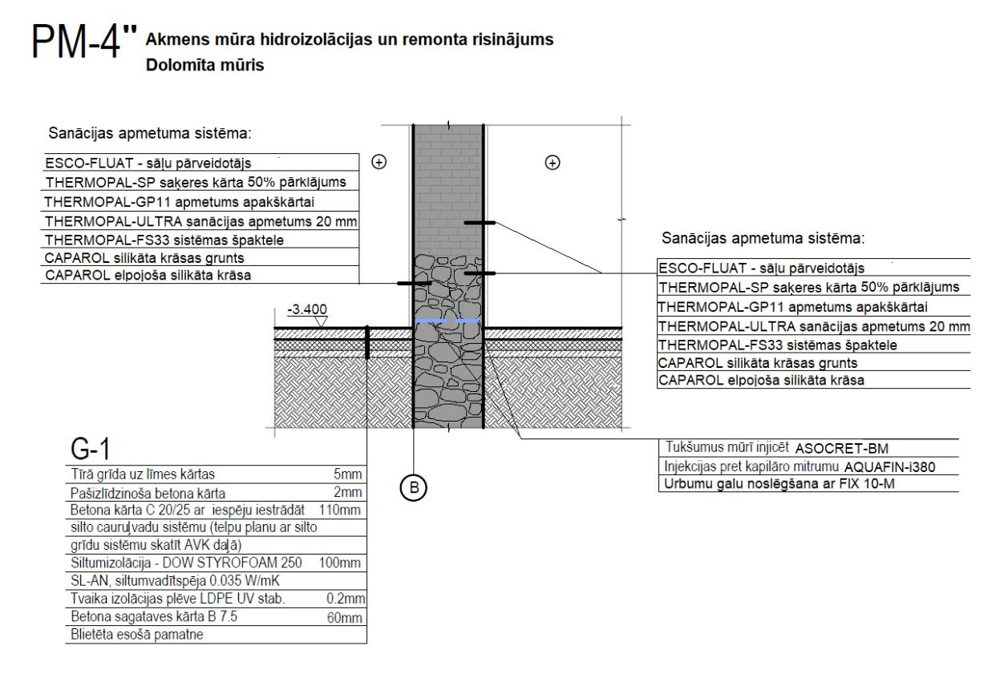 PM-4" Akmens mūra hidroizolācijas un remonta risinājums
Dolomīta mūris
Sanācijas apmetuma sistēma:
ESCO-FLUAT - sāļu pārveidotājs
THERMOPAL-SP saķeres kārta 50% pārklājums
THERMOPAL-GP11 apmetums apakškārtai
THERMOPAL-ULTRA sanācijas apmetums 20 mm
THERMOPAL-FS33 sistēmas špaktele
CAPAROL silikāta krāsas grunts
CAPAROL elpojoša silikāta krāsa
-3.400
Sanācijas apmetuma sistēma:
ESCO-FLUAT - sāļu pārveidotājs
THERMOPAL-SP saķeres kārta 50% pārklājums
THERMOPAL-GP11 apmetums apakškārtai
THERMOPAL-ULTRA sanācijas apmetums 20 mm
THERMOPAL-FS33 sistēmas špaktele
CAPAROL silikāta krāsas grunts
CAPAROL elpojoša silikāta krāsa
Tukšumus mūrī injicēt ASOCRET-BM
Injekcijas pret kapilāro mitrumu AQUAFIN-i380
Urbumu galu noslēgšana ar FIX 10-M
B
G-1
Tīrā grīda uz līmes kārtas 5mm
Pašizlīdzinoša betona kārta 2mm
Betona kārta C 20/25 ar iespēju iestrādāt 110mm
silto cauruļvadu sistēmu (telpu planu ar silto
grīdu sistēmu skatīt AVK daļā)
Siltumizolācija - DOW STYROFOAM 250 100mm
SL-AN, siltumvadītspēja 0.035 W/mK
Tvaika izolācijas plēve LDPE UV stab. 0.2mm
Betona sagataves kārta B 7.5 60mm
Blietēta esošā pamatne